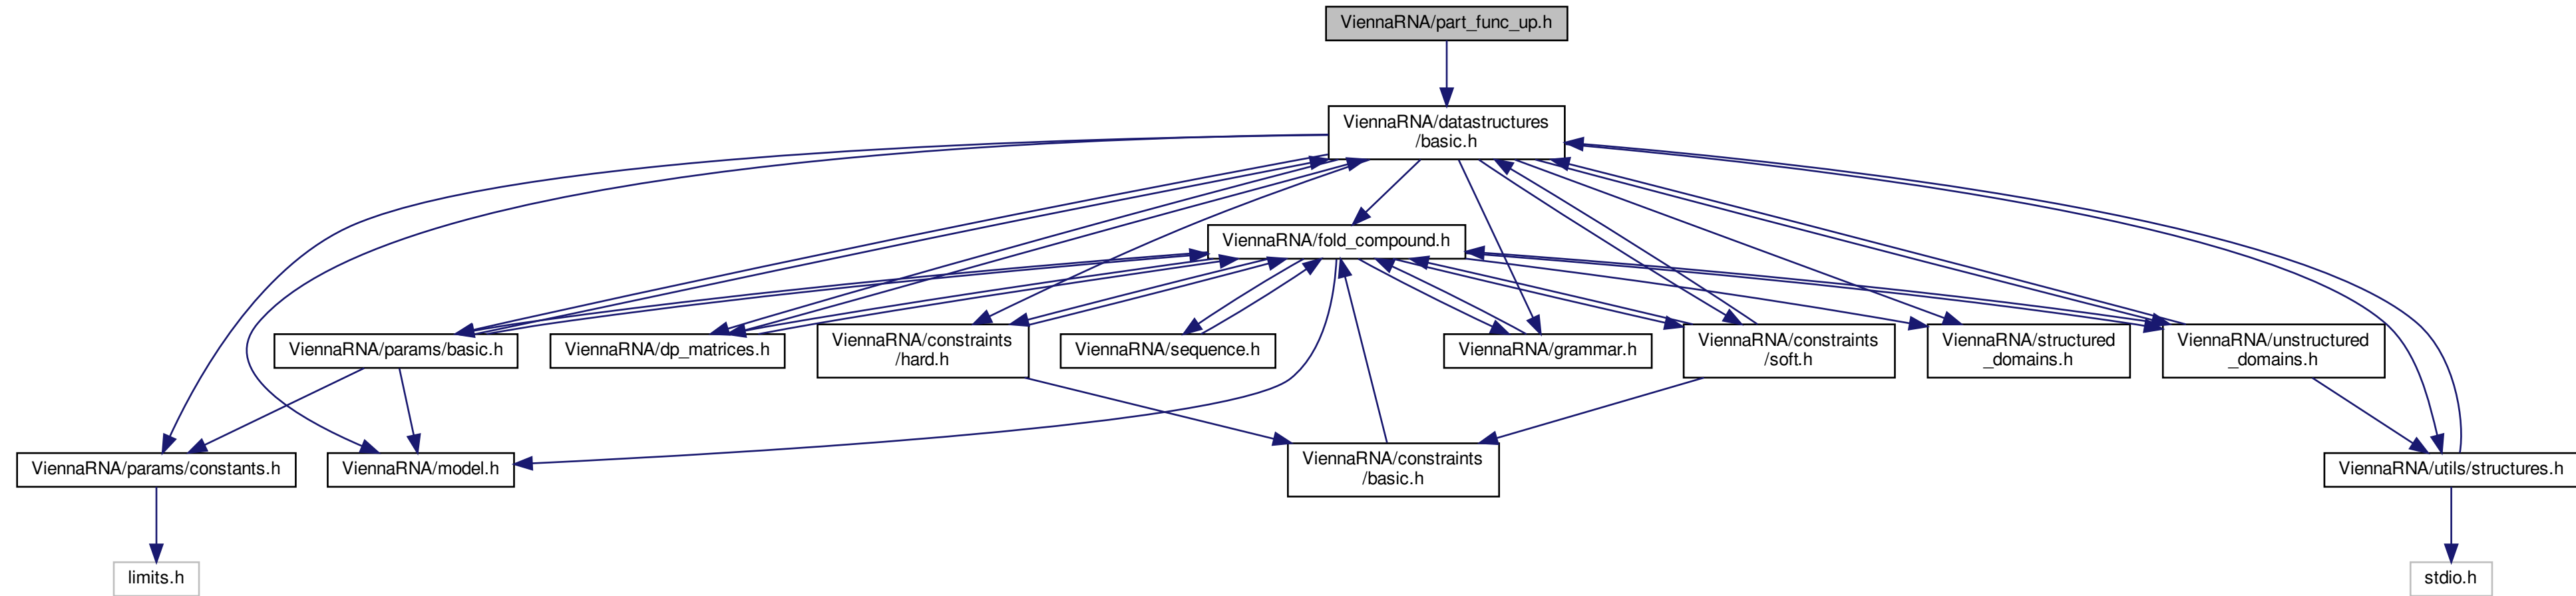 ViennaRNA/part_func_up.h
ViennaRNA/datastructures
/basic.h
ViennaRNA/fold_compound.h
ViennaRNA/params/basic.h
ViennaRNA/dp_matrices.h
ViennaRNA/constraints
/hard.h
ViennaRNA/sequence.h
ViennaRNA/grammar.h
ViennaRNA/constraints
/soft.h
ViennaRNA/structured
_domains.h
ViennaRNA/unstructured
_domains.h
ViennaRNA/params/constants.h
ViennaRNA/model.h
ViennaRNA/constraints
/basic.h
ViennaRNA/utils/structures.h
limits.h
stdio.h